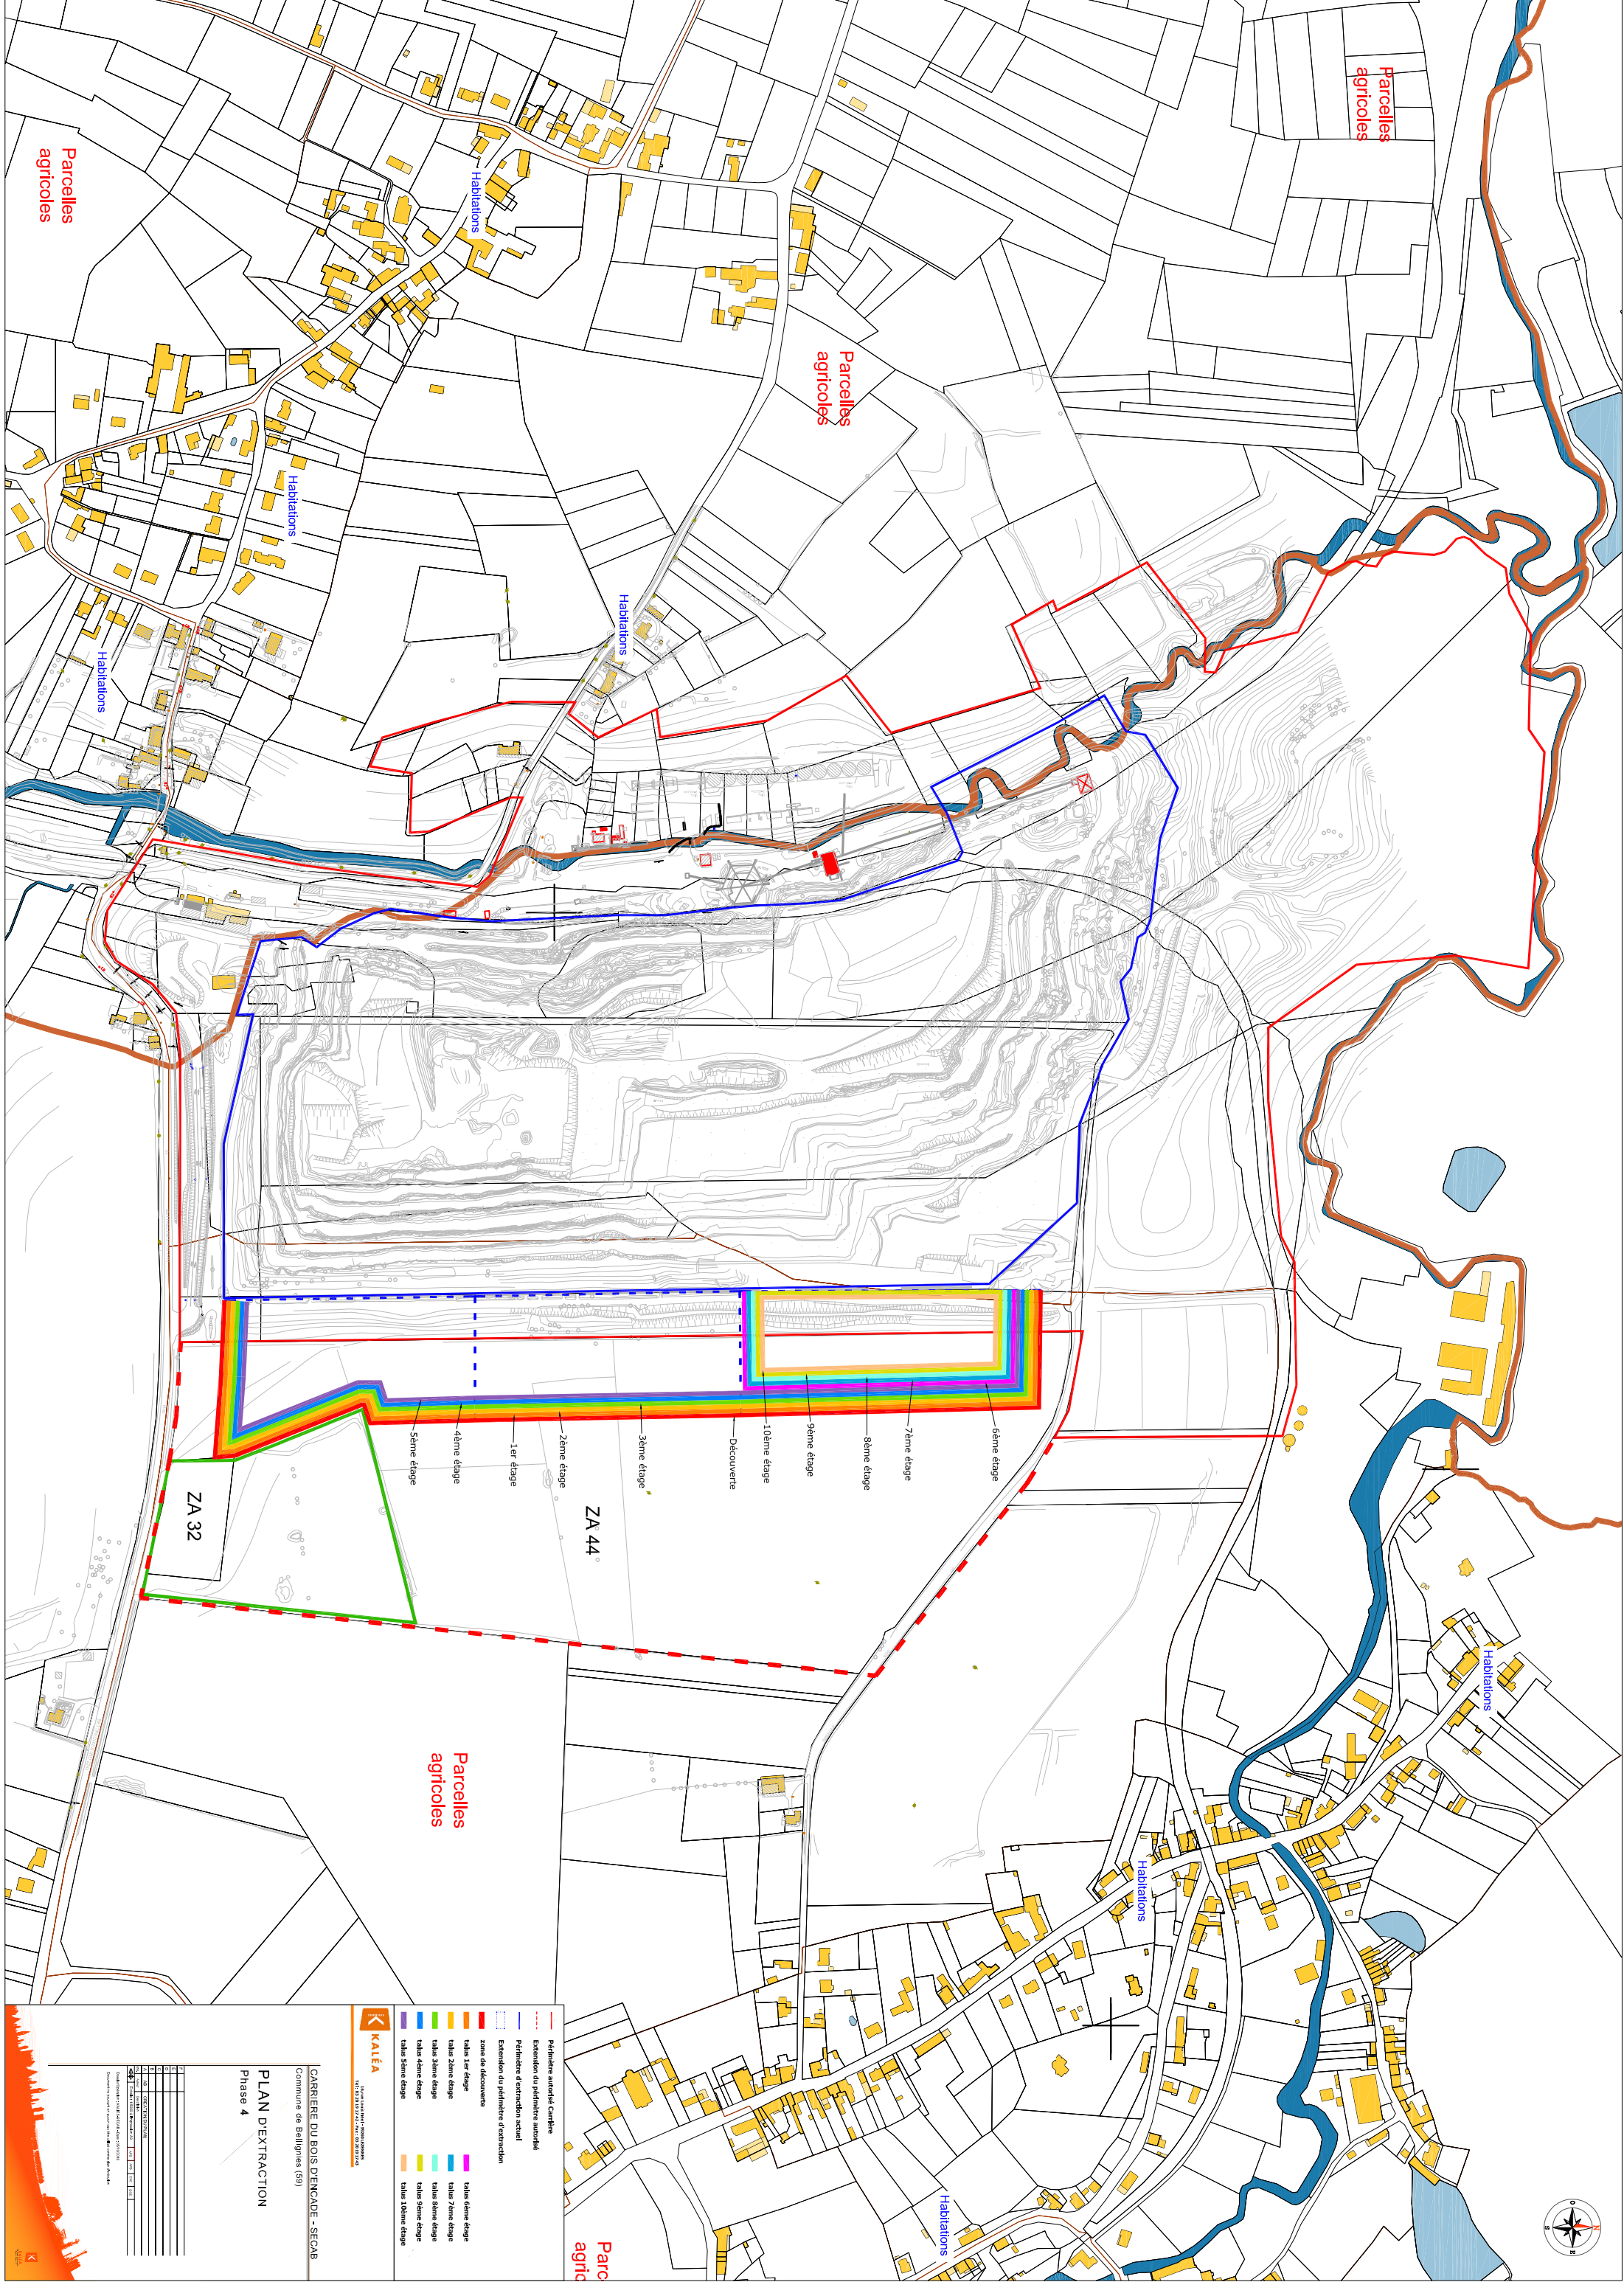 Parcelles
agricoles
Parcelles
agricoles
Parcelles
agricoles
Parcelles
agricoles
Parc
agric
Habitations
Habitations
Habitations
Habitations
Habitations
Habitations
Habitations
ZA 32
ZA 44
5ème étage
4ème étage
1er étage
2ème étage
3ème étage
Découverte
10ème étage
9ème étage
8ème étage
7ème étage
6ème étage
Périmètre autorisé Carrière
Extension du périmètre autorisé
Périmètre d'extraction actuel
Extension du périmètre d'extraction
zone de découverte
talus 1er étage
talus 2ème étage
talus 3ème étage
talus 4ème étage
talus 5ème étage
talus 6ème étage
talus 7ème étage
talus 8ème étage
talus 9ème étage
talus 10ème étage
KALÉA
CARRIERE DU BOIS D'ENCADE - SECAB
Commune de Bellignies (59)
PLAN D'EXTRACTION
Phase 4
N
E
S
O